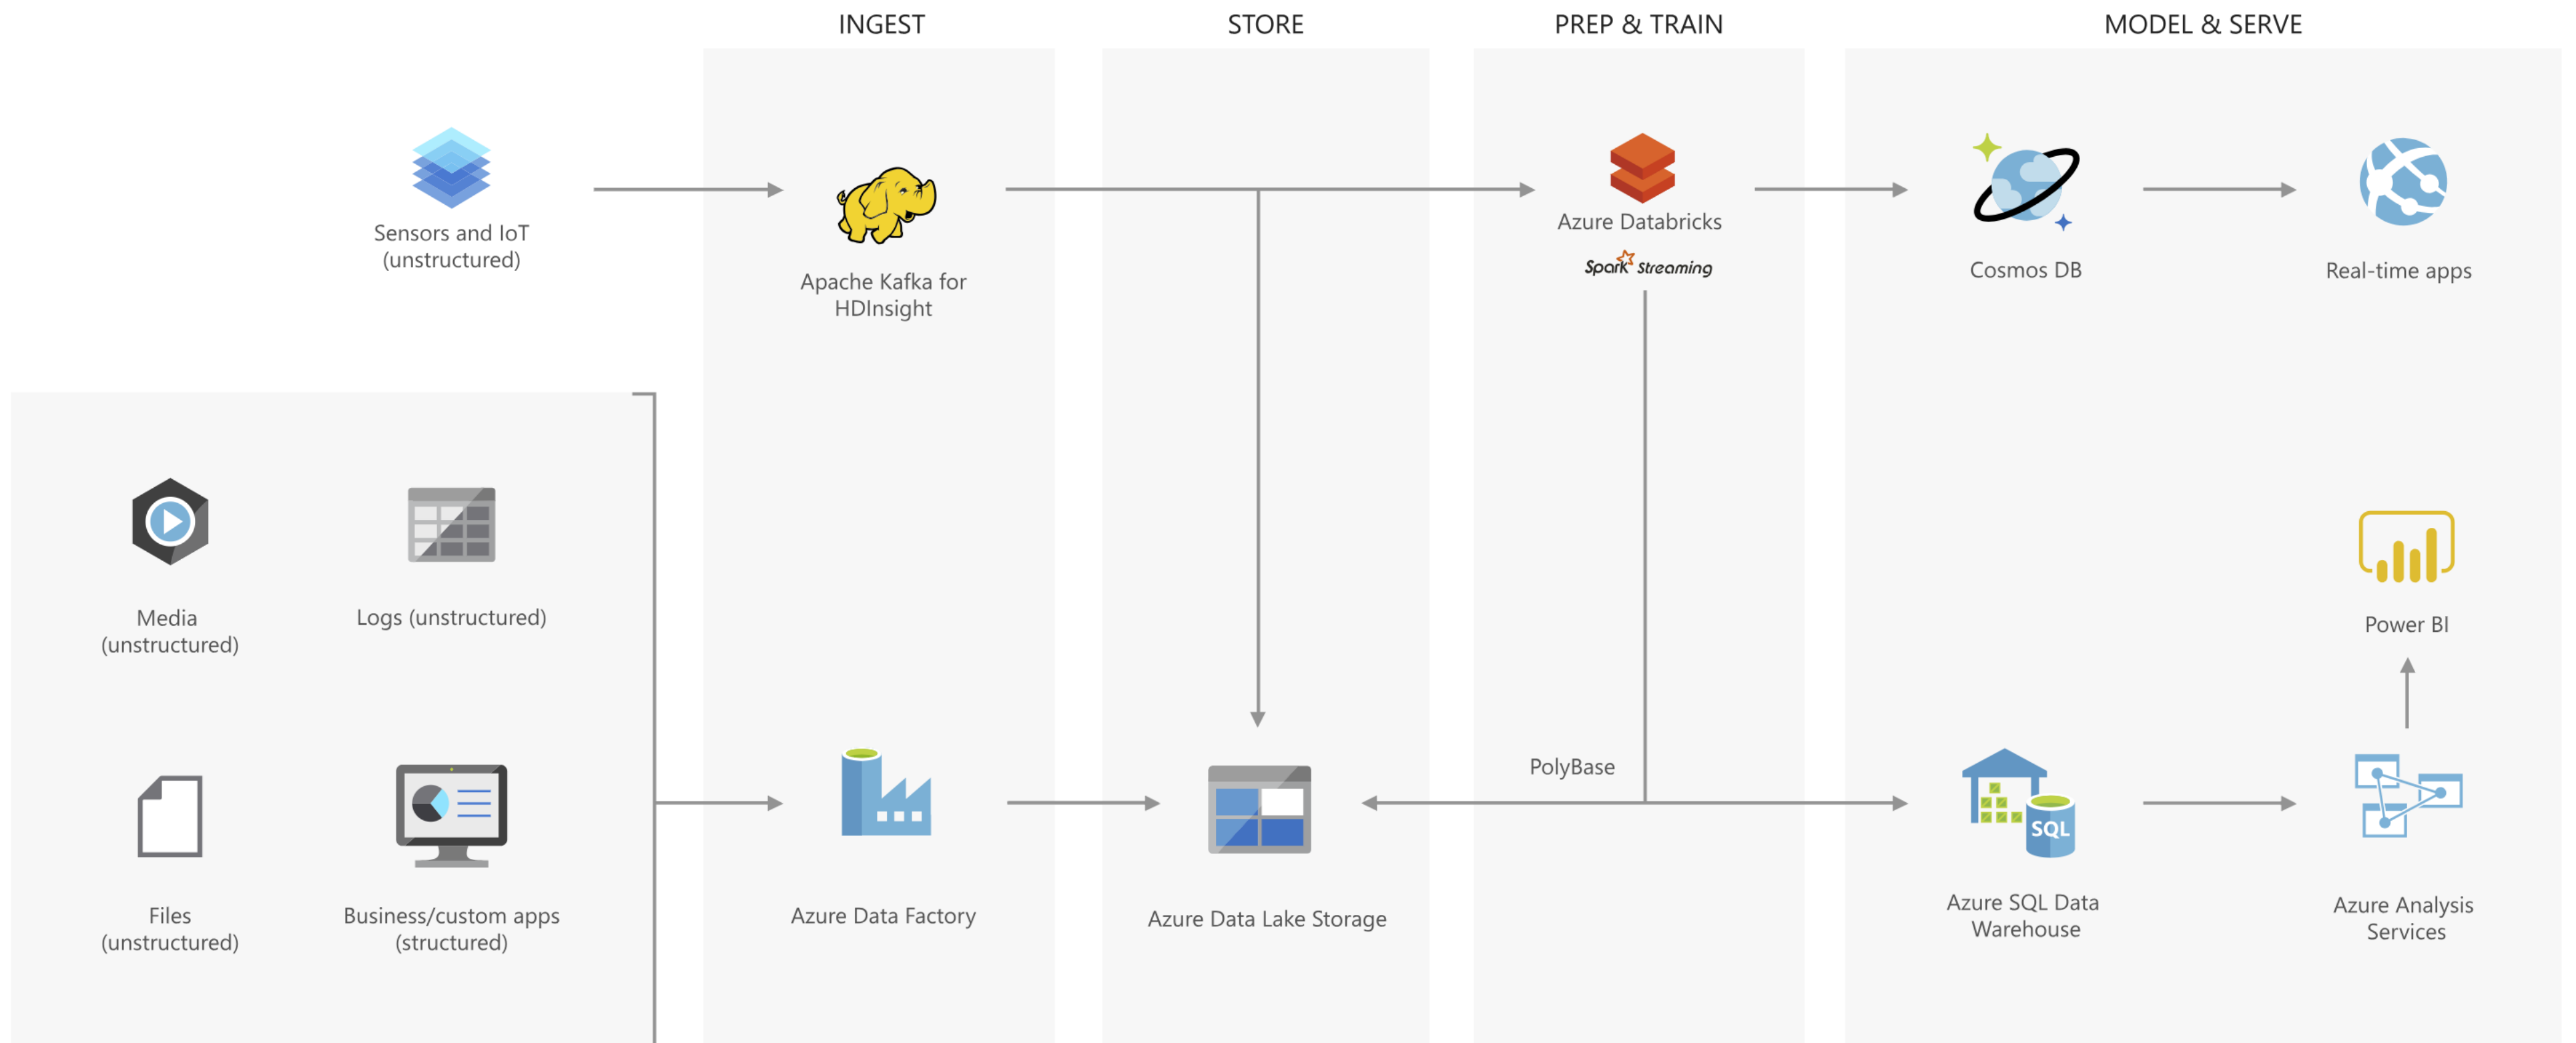 INGEST
STORE
PREP & TRAIN
MODEL & SERVE
Sensors and IoT
(unstructured)
Apache Kafka for
HDInsight
Azure Databricks
Spark Streaming
Cosmos DB
Real-time apps
Media
(unstructured)
Logs (unstructured)
Power BI
PolyBase
SQL
Files
(unstructured)
Business/custom apps
(structured)
Azure Data Factory
Azure Data Lake Storage
Azure SQL Data
Warehouse
Azure Analysis
Services